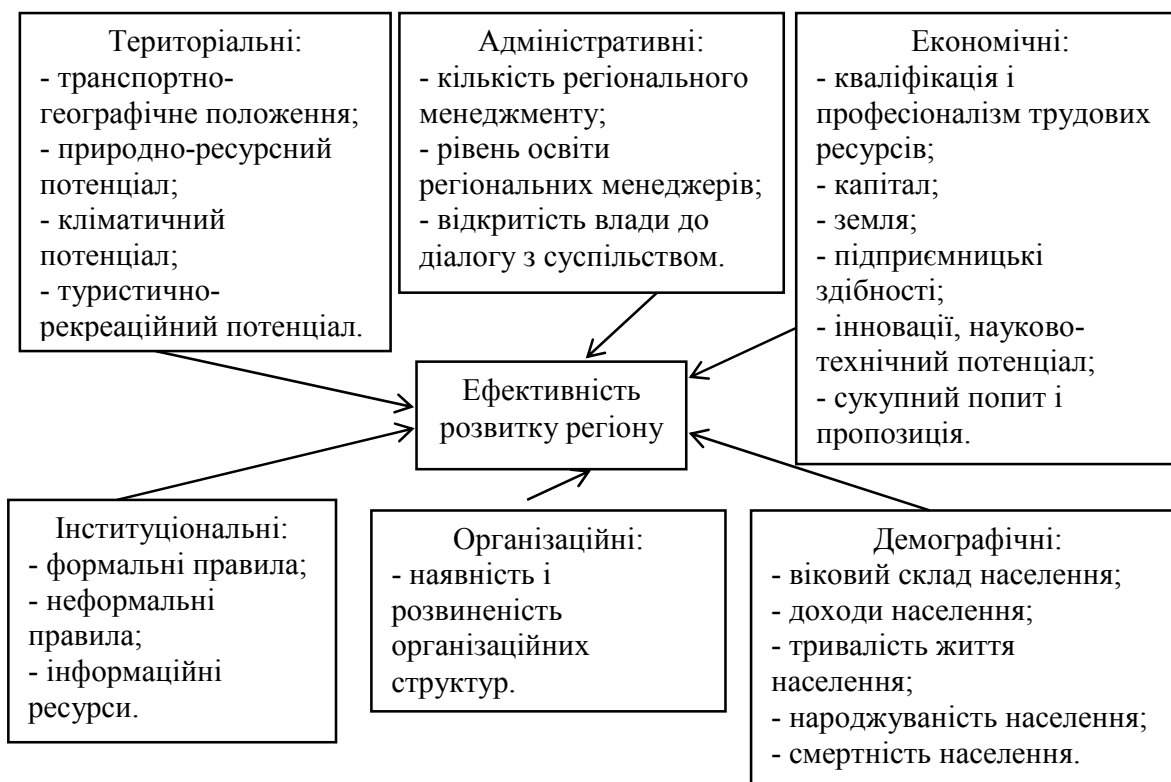 Територіальні:
- транспортно-
географічне положення;
- природно-ресурсний
потенціал;
- кліматичний
потенціал;
- туристично-
рекреаційний потенціал.
Адміністративні:
- кількість регіонального
менеджменту;
- рівень освіти
регіональних менеджерів;
- відкритість влади до
діалогу з суспільством.
Економічні:
- кваліфікація і
професіоналізм трудових
ресурсів;
- капітал;
- земля;
- підприємницькі
здібності;
- інновації, науково-
технічний потенціал;
- сукупний попит і
пропозиція.
Ефективність
розвитку регіону
Інституціональні:
- формальні правила;
- неформальні
правила;
- інформаційні
ресурси.
Організаційні:
- наявність і
розвиненість
організаційних
структур.
Демографічні:
- віковий склад населення;
- доходи населення;
- тривалість життя
населення;
- народжуваність населення;
- смертність населення.